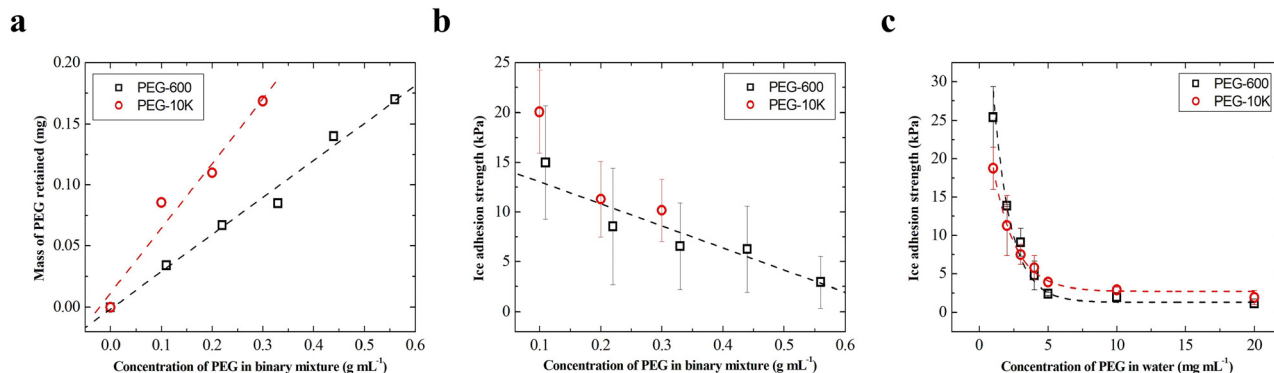 a
Mass of PEG retained (mg)
0.20
0.15
0.10
0.05
0.00
PEG-600
PEG-10K
0.0 0.1 0.2 0.3 0.4 0.5 0.6
Concentration of PEG in binary mixture (g mL⁻¹)
b
Ice adhesion strength (kPa)
25
20
15
10
5
0
PEG-600
PEG-10K
0.1 0.2 0.3 0.4 0.5 0.6
Concentration of PEG in binary mixture (g mL⁻¹)
c
Ice adhesion strength (kPa)
30
25
20
15
10
5
0
PEG-600
PEG-10K
0 5 10 15 20
Concentration of PEG in water (mg mL⁻¹)